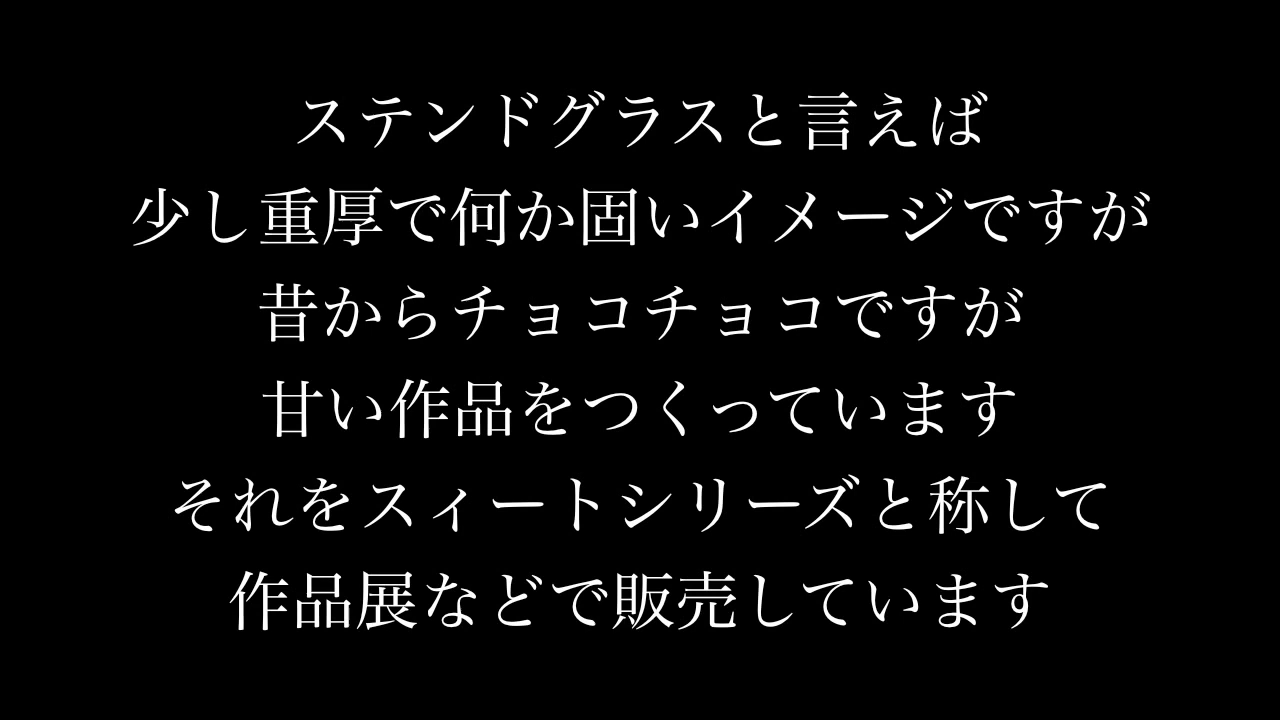 ステンドグラスと言えば
少し重厚で何か固いイメージですが
昔からチョコチョコですが
甘い作品をつくっています
それをスィートシリーズと称して
作品展などで販売しています